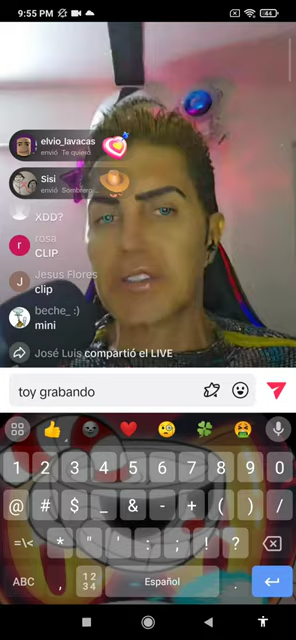 9:55 PM
44
elvio_lavacas
envió Te quiero
Sisi
envió Sombrero...
XDD?
rosa
r
CLIP
Jesus Flores
J
clip
beche_ :)
mini
José Luis compartió el LIVE
toy grabando
1 2 3 4 5 6 7 8 9 0
@ # $ _ & - + ( ) /
=\< * " ' : ; ! ?
ABC , 12 34 Español .